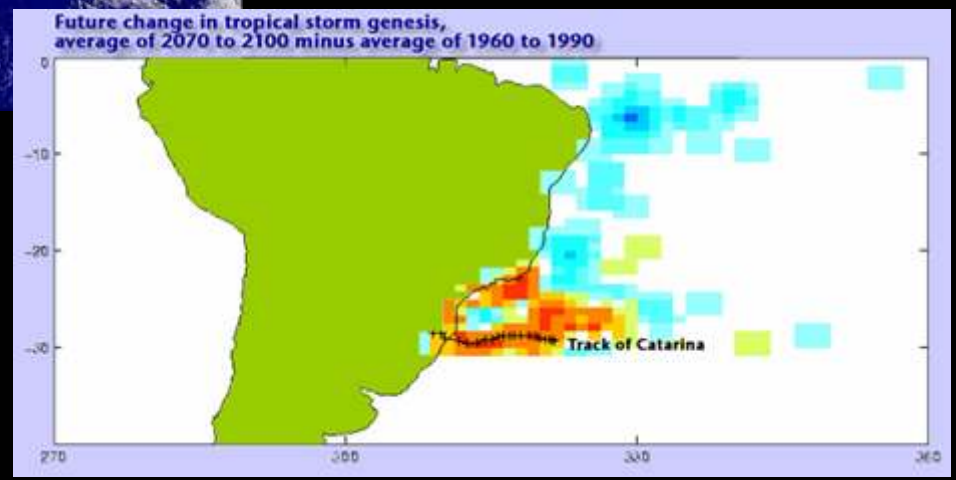 Future change in tropical storm genesis,
average of 2070 to 2100 minus average of 1960 to 1990
0
-10
-20
-30
Track of Catarina
270
300
330
360